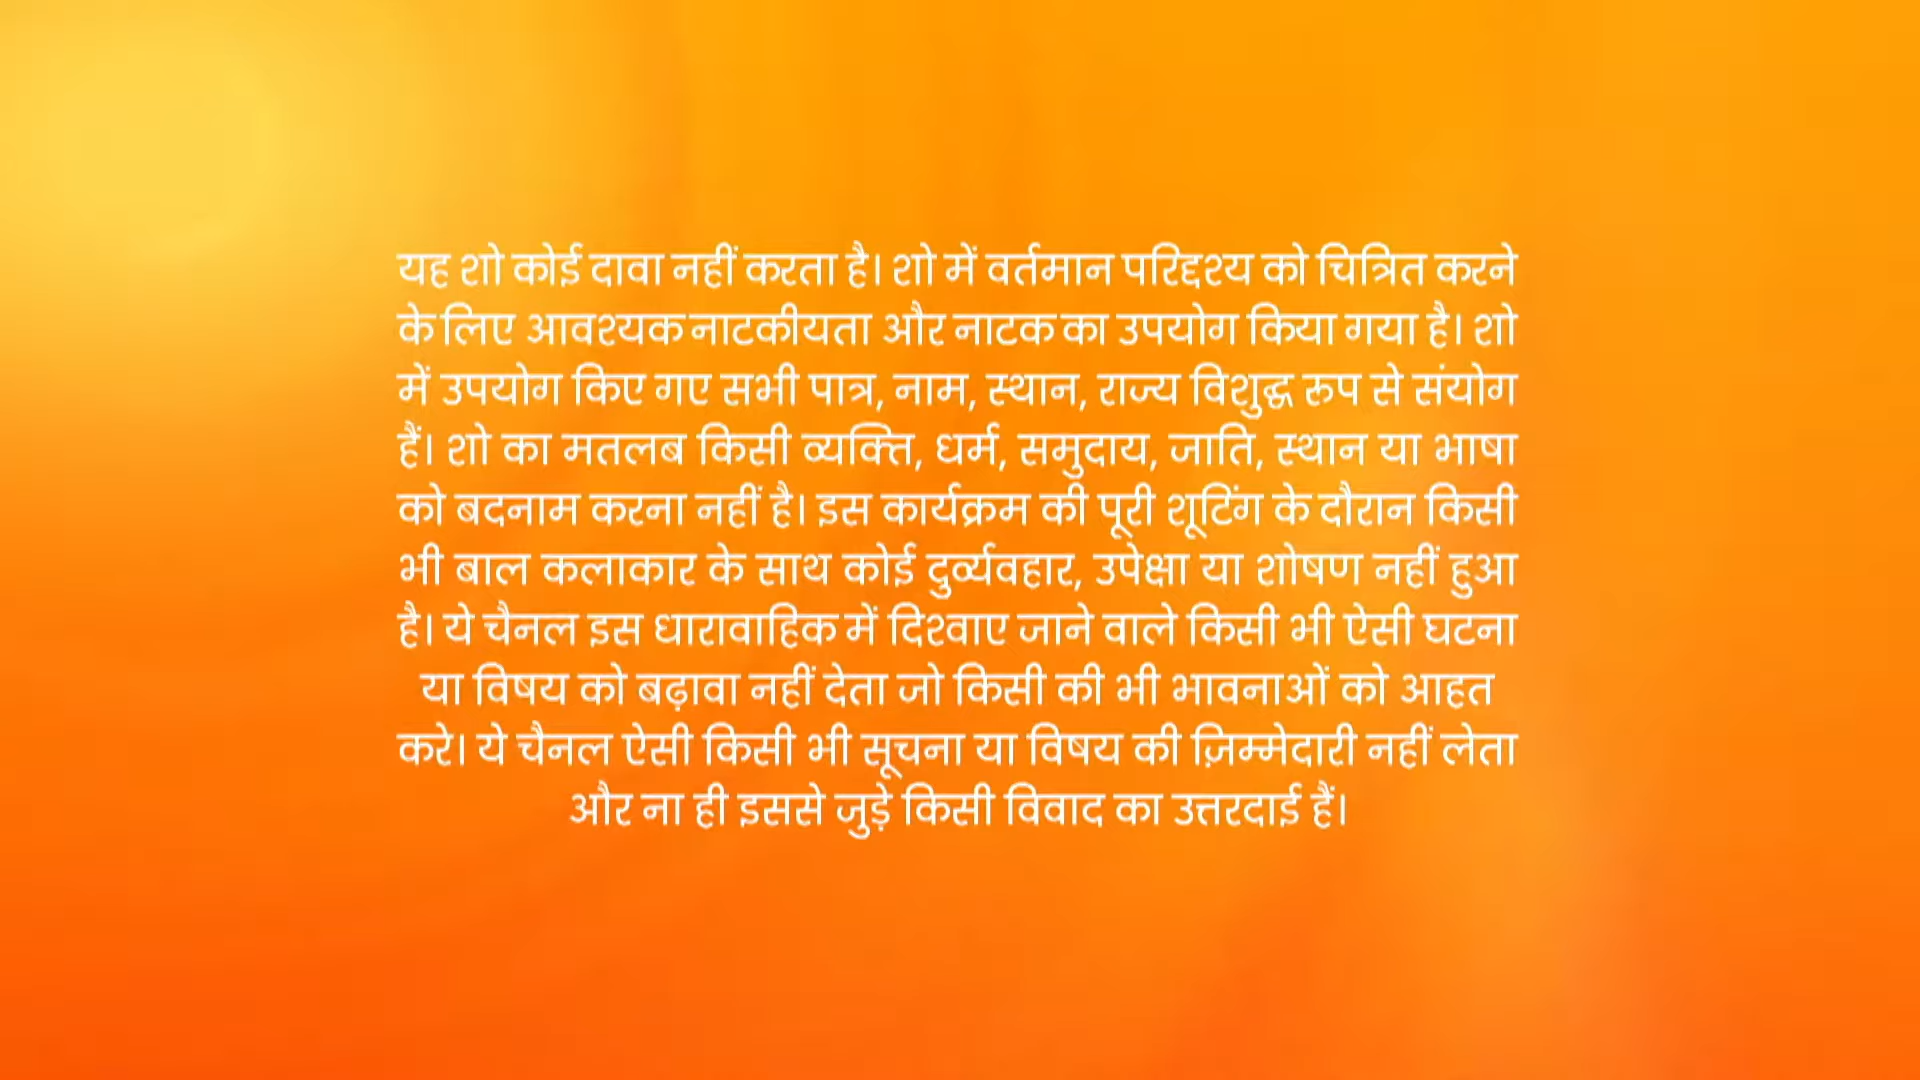 यह शो कोई दावा नहीं करता है। शो में वर्तमान परिदृश्य को चित्रित करने
के लिए आवश्यक नाटकीयता और नाटक का उपयोग किया गया है। शो
में उपयोग किए गए सभी पात्र, नाम, स्थान, राज्य विशुद्ध रुप से संयोग
हैं। शो का मतलब किसी व्यक्ति, धर्म, समुदाय, जाति, स्थान या भाषा
को बदनाम करना नहीं है। इस कार्यक्रम की पूरी शूटिंग के दौरान किसी
भी बाल कलाकार के साथ कोई दुर्व्यवहार, उपेक्षा या शोषण नहीं हुआ
है। ये चैनल इस धारावाहिक में दिखाए जाने वाले किसी भी ऐसी घटना
या विषय को बढ़ावा नहीं देता जो किसी की भी भावनाओं को आहत
करे। ये चैनल ऐसी किसी भी सूचना या विषय की ज़िम्मेदारी नहीं लेता
और ना ही इससे जुड़े किसी विवाद का उत्तरदाई हैं।